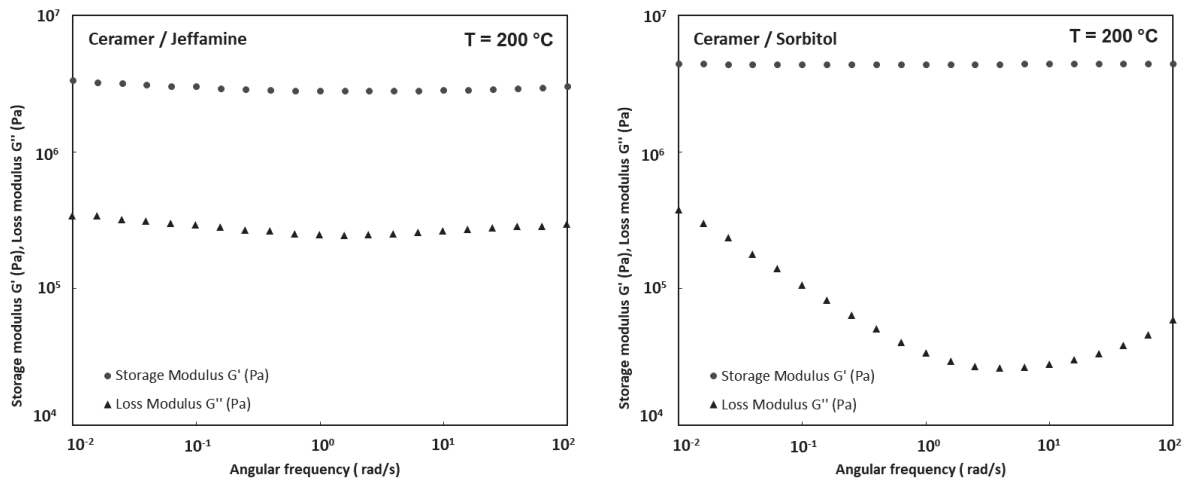 Ceramer / Jeffamine
T = 200 °C
Storage modulus G' (Pa), Loss modulus G'' (Pa)
10⁷
10⁶
10⁵
10⁴
Storage Modulus G' (Pa)
Loss Modulus G'' (Pa)
10⁻²
10⁻¹
10⁰
10¹
10²
Angular frequency ( rad/s)
Ceramer / Sorbitol
T = 200 °C
Storage modulus G' (Pa), Loss modulus G'' (Pa)
10⁷
10⁶
10⁵
10⁴
Storage Modulus G' (Pa)
Loss Modulus G'' (Pa)
10⁻²
10⁻¹
10⁰
10¹
10²
Angular frequency ( rad/s)